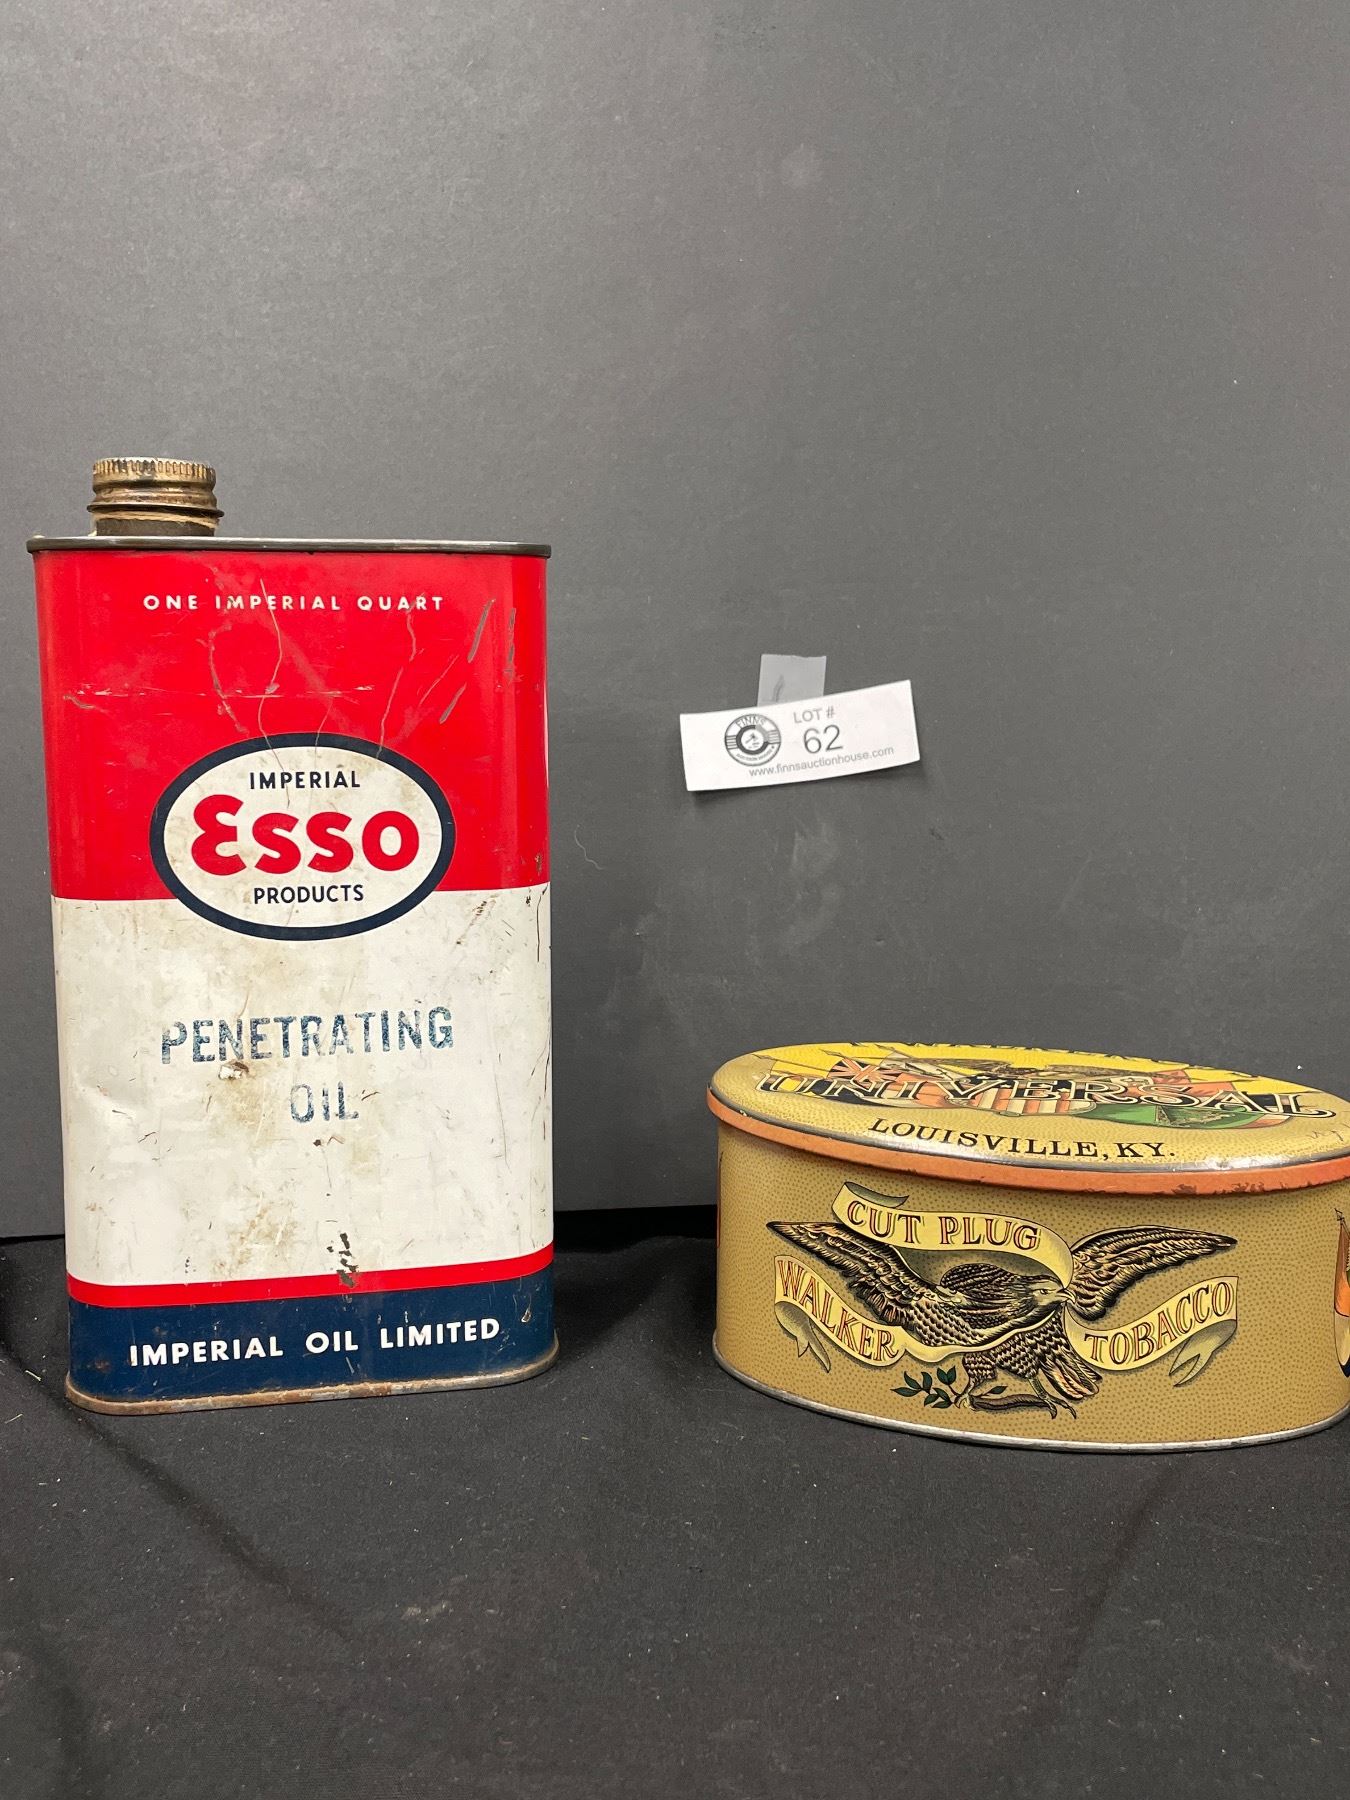 ONE IMPERIAL QUART
IMPERIAL
Esso
PRODUCTS
PENETRATING
OIL
IMPERIAL OIL LIMITED
FINNS
LOT #
62
www.finnsauctionhouse.com
UNIVERSAL
LOUISVILLE, KY.
CUT PLUG
WALKER
TOBACCO